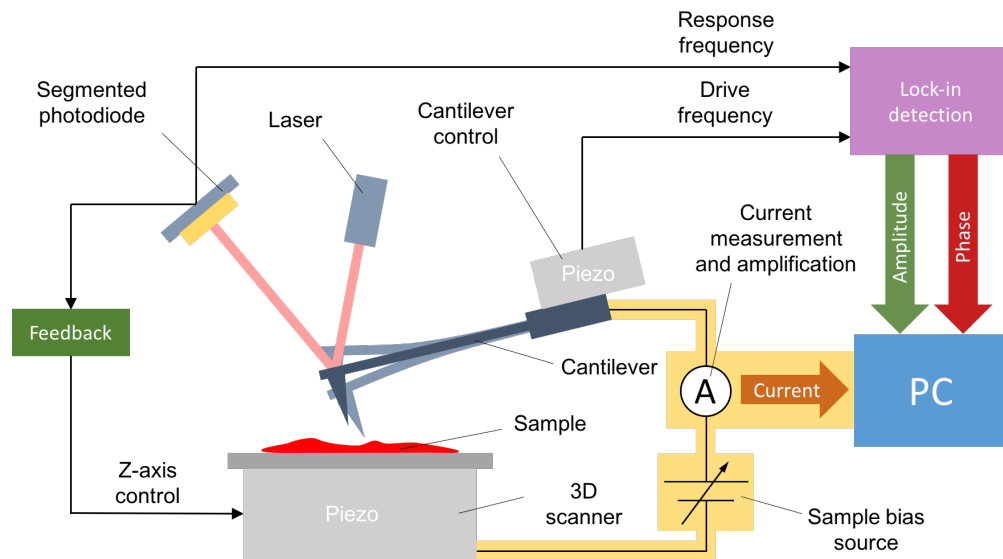 Response
frequency
Segmented
photodiode
Laser
Cantilever
control
Drive
frequency
Lock-in
detection
Amplitude
Phase
Current
measurement
and amplification
Piezo
Feedback
Cantilever
A
Current
PC
Sample
Z-axis
control
Piezo
3D
scanner
Sample bias
source